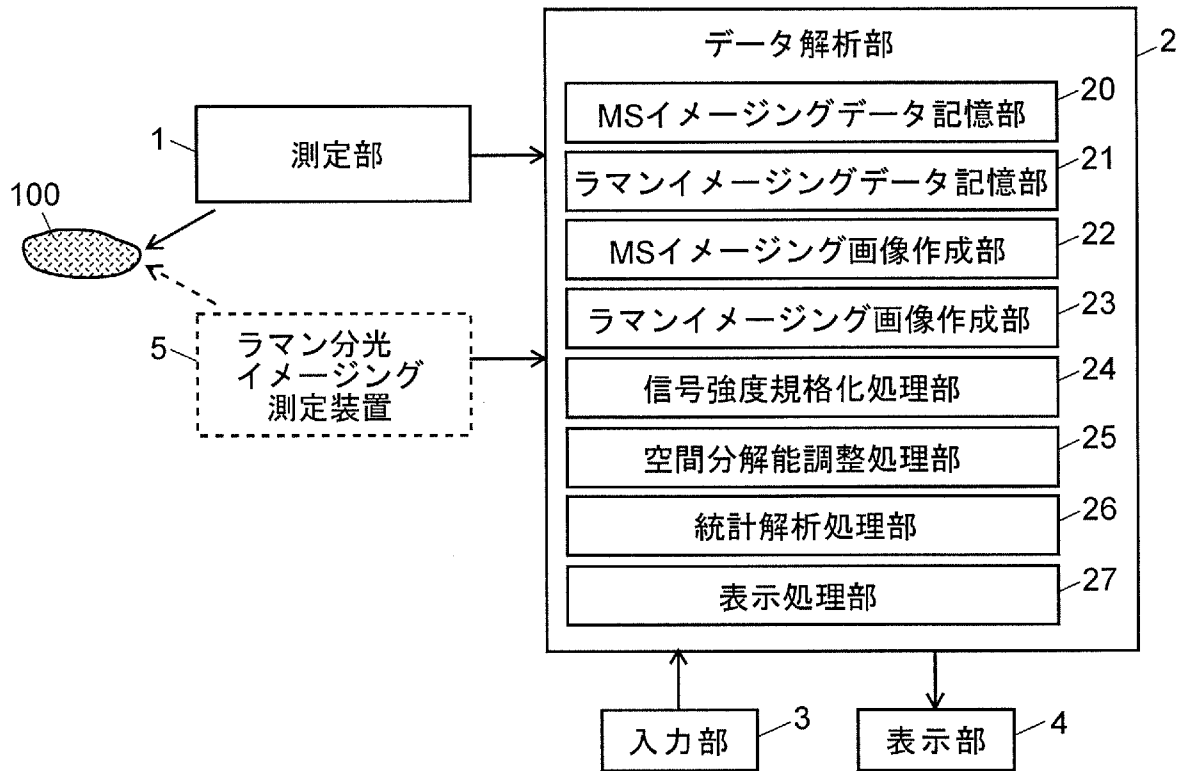 データ解析部
2
MSイメージングデータ記憶部
20
ラマンイメージングデータ記憶部
21
MSイメージング画像作成部
22
ラマンイメージング画像作成部
23
信号強度規格化処理部
24
空間分解能調整処理部
25
統計解析処理部
26
表示処理部
27
1
測定部
100
5
ラマン分光
イメージング
測定装置
入力部
3
表示部
4